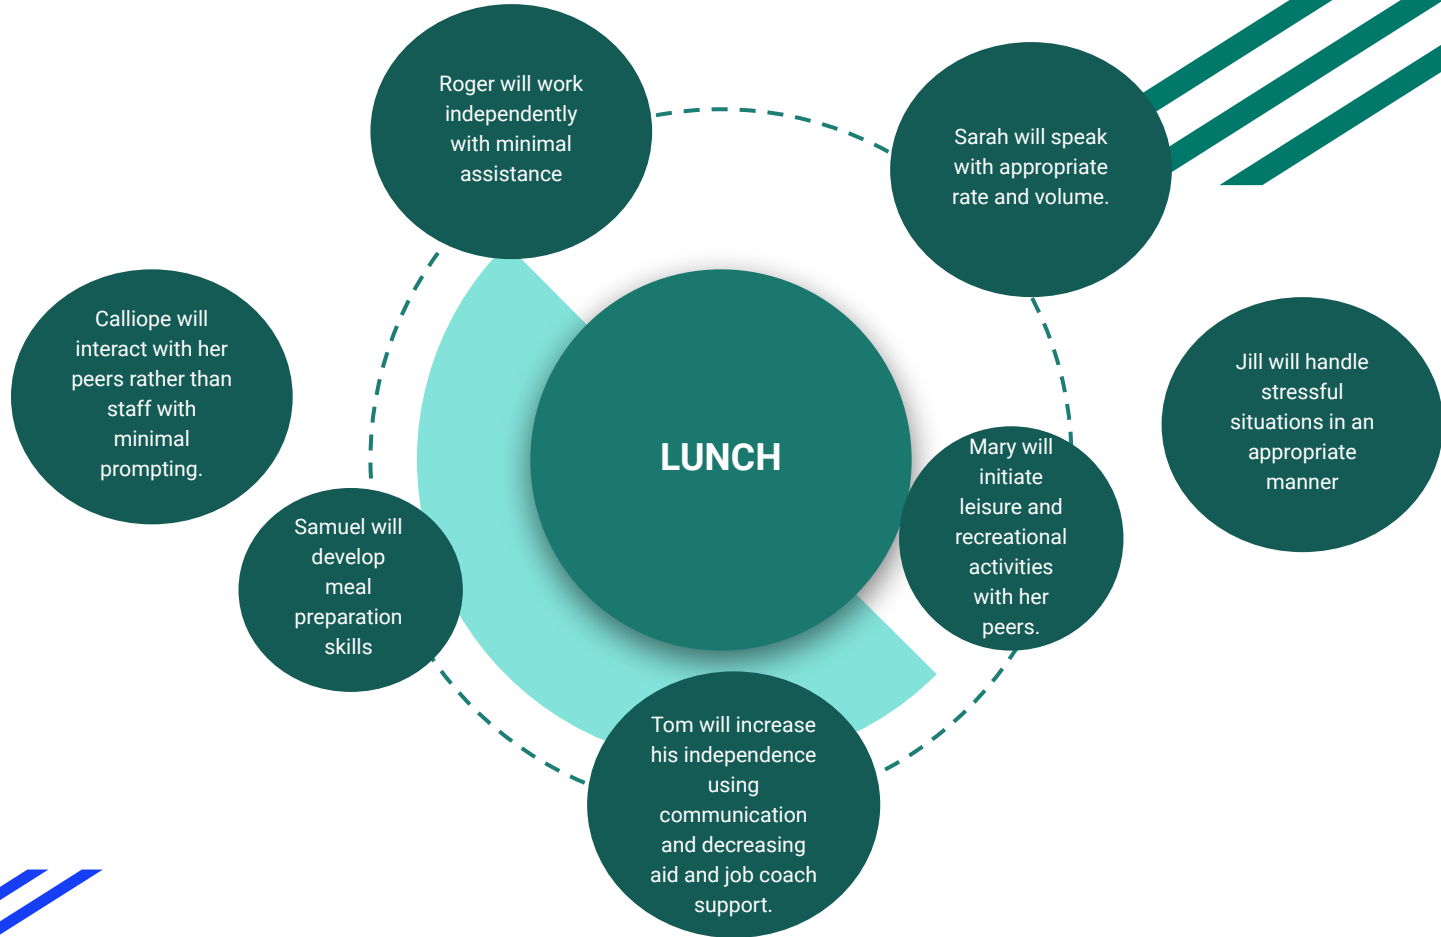 Roger will work
independently
with minimal
assistance
Sarah will speak
with appropriate
rate and volume.
Calliope will
interact with her
peers rather than
staff with
minimal
prompting.
Jill will handle
stressful
situations in an
appropriate
manner
LUNCH
Mary will
initiate
leisure and
recreational
activities
with her
peers.
Samuel will
develop
meal
preparation
skills
Tom will increase
his independence
using
communication
and decreasing
aid and job coach
support.